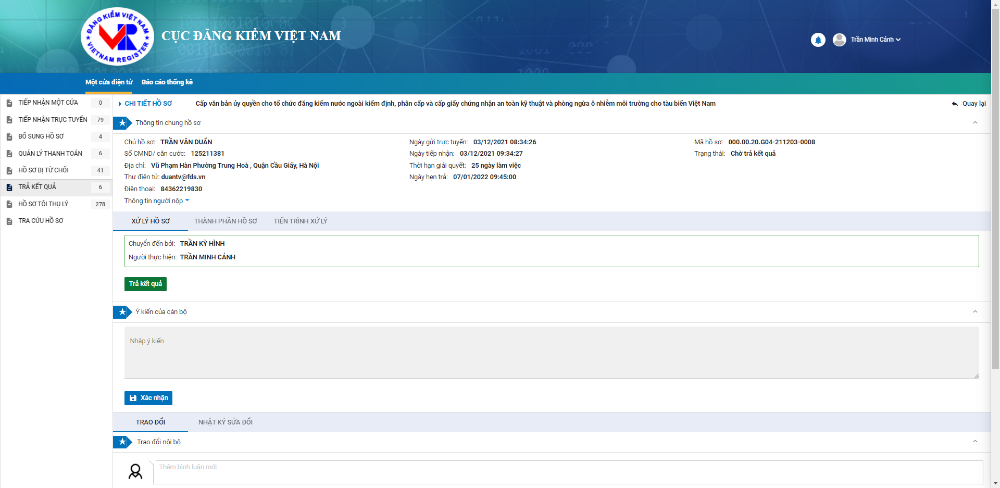 ĐĂNG KIỂM VIỆT NAM
VR
VIETNAM REGISTER
CỤC ĐĂNG KIỂM VIỆT NAM
Trần Minh Cảnh
Một cửa điện tử
Báo cáo thống kê
TIẾP NHẬN MỘT CỬA 0
TIẾP NHẬN TRỰC TUYẾN 79
BỔ SUNG HỒ SƠ 4
QUẢN LÝ THANH TOÁN 6
HỒ SƠ BỊ TỪ CHỐI 41
TRẢ KẾT QUẢ 6
HỒ SƠ TÔI THỤ LÝ 278
TRA CỨU HỒ SƠ
CHI TIẾT HỒ SƠ Cấp văn bản ủy quyền cho tổ chức đăng kiểm nước ngoài kiểm định, phân cấp và cấp giấy chứng nhận an toàn kỹ thuật và phòng ngừa ô nhiễm môi trường cho tàu biển Việt Nam Quay lại
Thông tin chung hồ sơ
Chủ hồ sơ: TRẦN VĂN DUẨN
Số CMND/ căn cước: 125211381
Địa chỉ: Vũ Phạm Hàn Phường Trung Hoà , Quận Cầu Giấy, Hà Nội
Thư điện tử: duantv@fds.vn
Điện thoại: 84362219830
Thông tin người nộp
Ngày gửi trực tuyến: 03/12/2021 08:34:26
Ngày tiếp nhận: 03/12/2021 09:34:27
Thời hạn giải quyết: 25 ngày làm việc
Ngày hẹn trả: 07/01/2022 09:45:00
Mã hồ sơ: 000.00.20.G04-211203-0008
Trạng thái: Chờ trả kết quả
XỬ LÝ HỒ SƠ THÀNH PHẦN HỒ SƠ TIẾN TRÌNH XỬ LÝ
Chuyển đến bởi: TRẦN KỲ HÌNH
Người thực hiện: TRẦN MINH CẢNH
Trả kết quả
Ý kiến của cán bộ
Nhập ý kiến
Xác nhận
TRAO ĐỔI NHẬT KÝ SỬA ĐỔI
Trao đổi nội bộ
Thêm bình luận mới